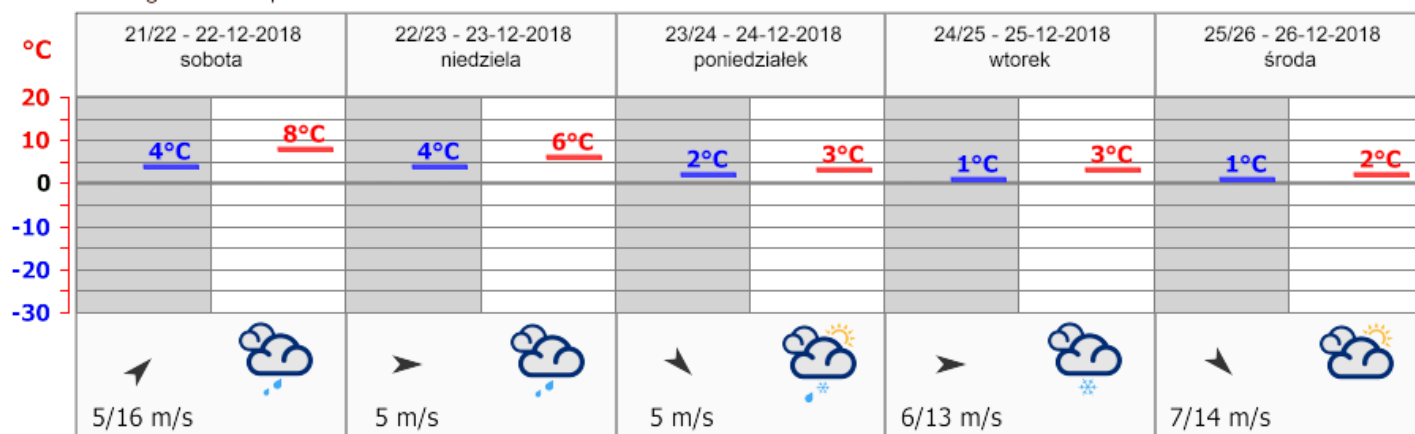 °C
21/22 - 22-12-2018
sobota
22/23 - 23-12-2018
niedziela
23/24 - 24-12-2018
poniedziałek
24/25 - 25-12-2018
wtorek
25/26 - 26-12-2018
środa
20
10
0
-10
-20
-30
4°C
8°C
4°C
6°C
2°C
3°C
1°C
3°C
1°C
2°C
5/16 m/s
5 m/s
5 m/s
6/13 m/s
7/14 m/s